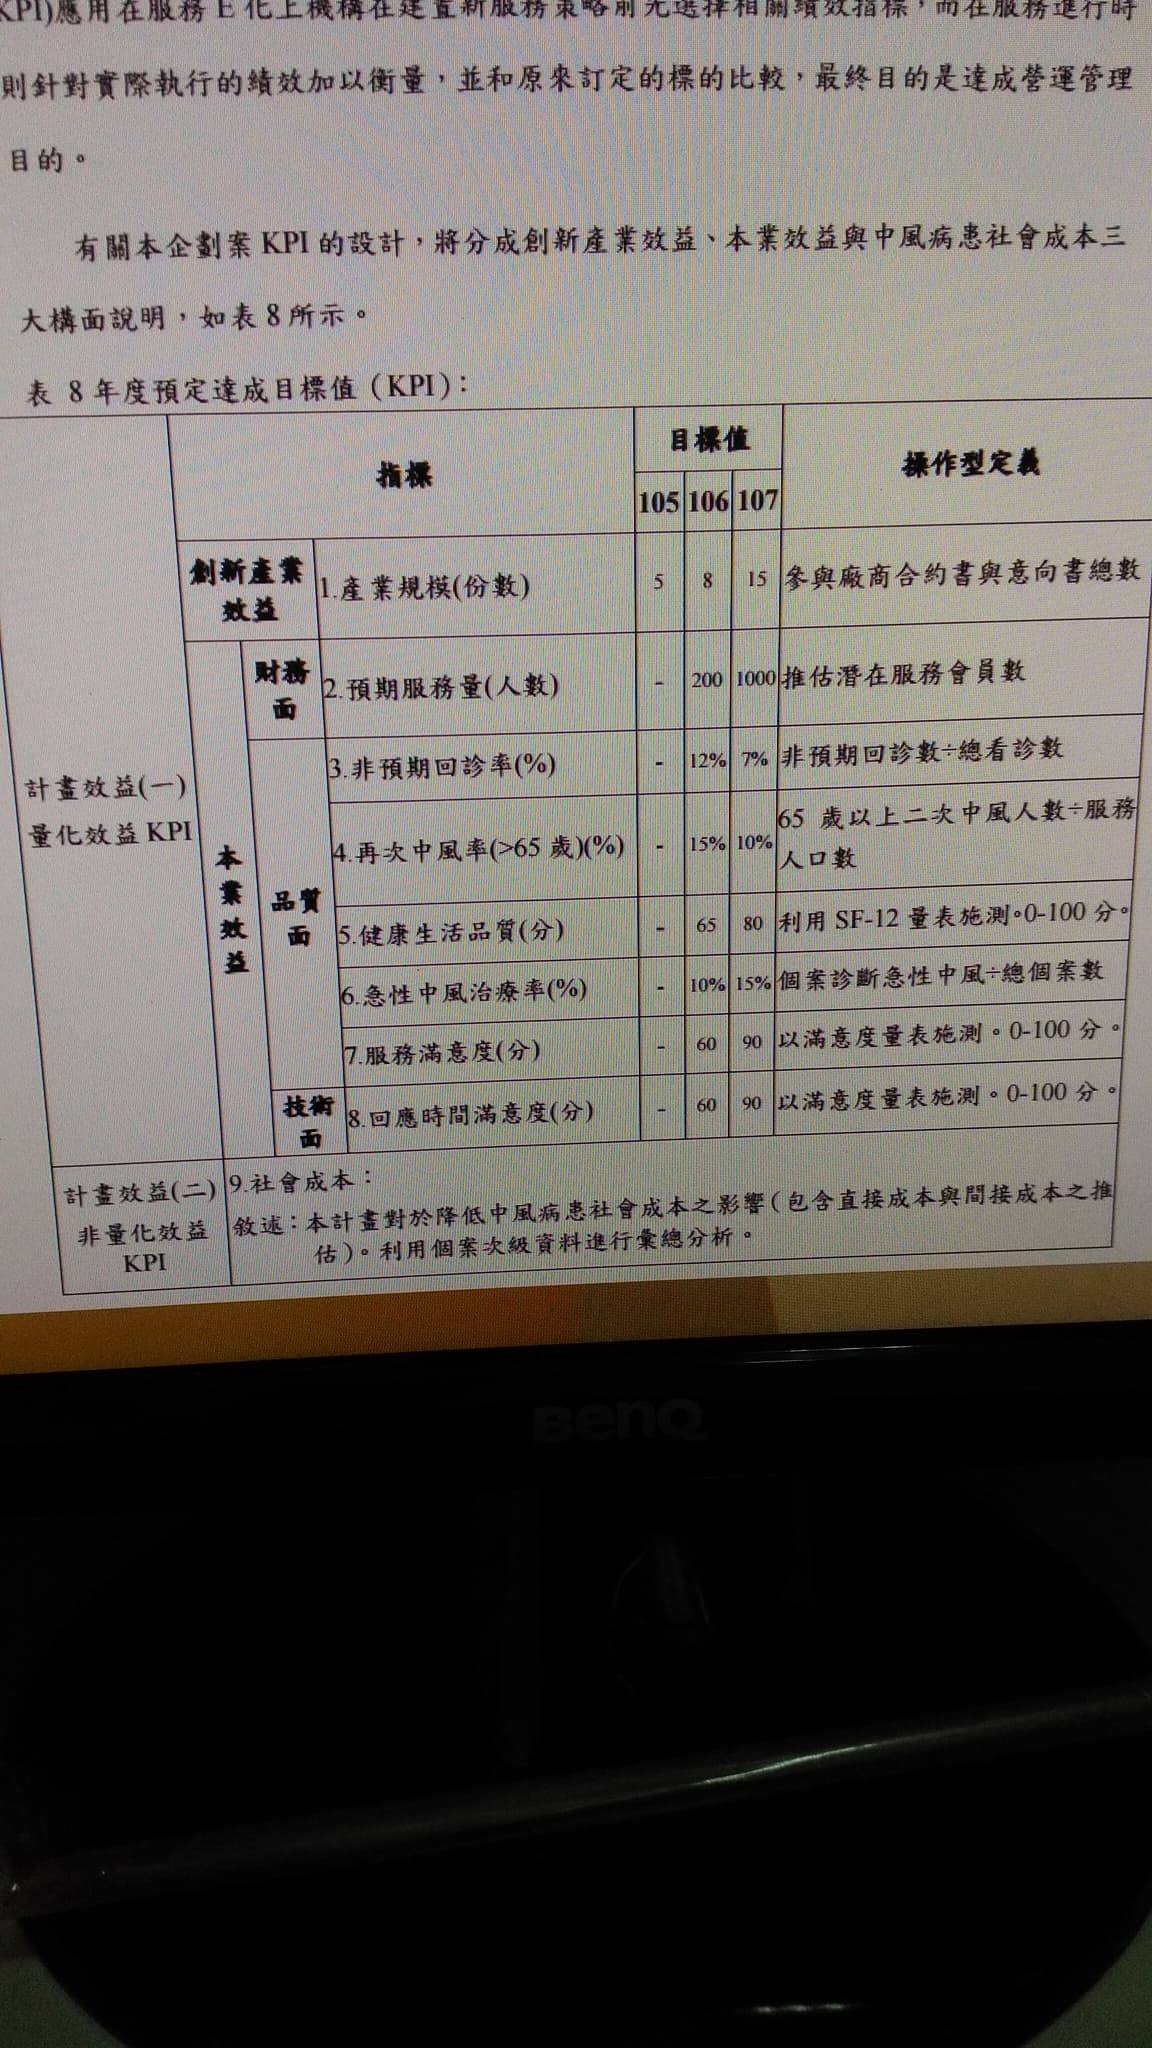 KPI)應用在服務 E 化上機構在建置新服務策略前先選擇相關績效指標，而在服務進行時
則針對實際執行的績效加以衡量，並和原來訂定的標的比較，最終目的是達成營運管理
目的。
有關本企劃案 KPI 的設計，將分成創新產業效益、本業效益與中風病患社會成本三
大構面說明，如表 8 所示。
表 8 年度預定達成目標值（KPI）：
指標
目標值
操作型定義
105 106 107
創新產業
效益
1.產業規模(份數)
5 8 15 參與廠商合約書與意向書總數
計畫效益(一)
量化效益 KPI
本
業
效
益
財務
面
2.預期服務量(人數)
- 200 1000 推估潛在服務會員數
品質
面
3.非預期回診率(%)
- 12% 7% 非預期回診數÷總看診數
4.再次中風率(>65 歲)(%)
- 15% 10% 65 歲以上二次中風人數÷服務
人口數
5.健康生活品質(分)
- 65 80 利用 SF-12 量表施測。0-100 分。
6.急性中風治療率(%)
- 10% 15% 個案診斷急性中風÷總個案數
7.服務滿意度(分)
- 60 90 以滿意度量表施測。0-100 分。
技術
面
8.回應時間滿意度(分)
- 60 90 以滿意度量表施測。0-100 分。
計畫效益(二)
非量化效益
KPI
9.社會成本：
敘述：本計畫對於降低中風病患社會成本之影響(包含直接成本與間接成本之推
估)。利用個案次級資料進行彙總分析。
BenQ